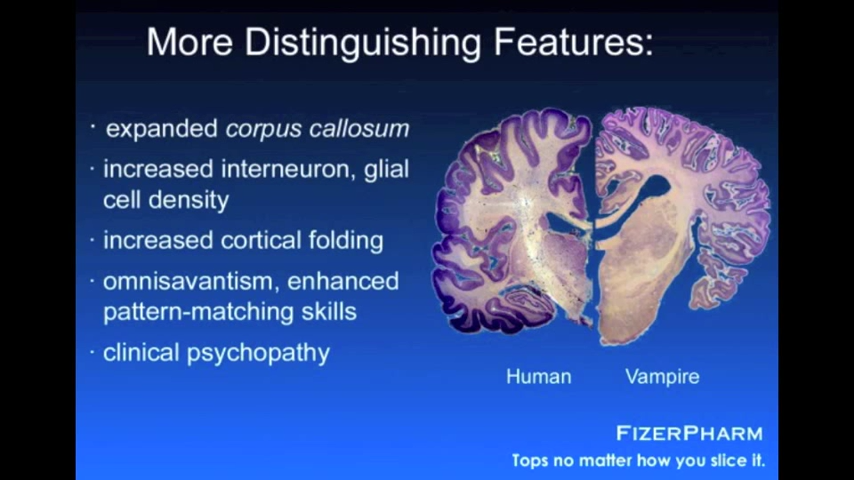 More Distinguishing Features:
· expanded corpus callosum
· increased interneuron, glial
cell density
· increased cortical folding
· omnisavantism, enhanced
pattern-matching skills
· clinical psychopathy
Human
Vampire
FIZERPHARM
Tops no matter how you slice it.